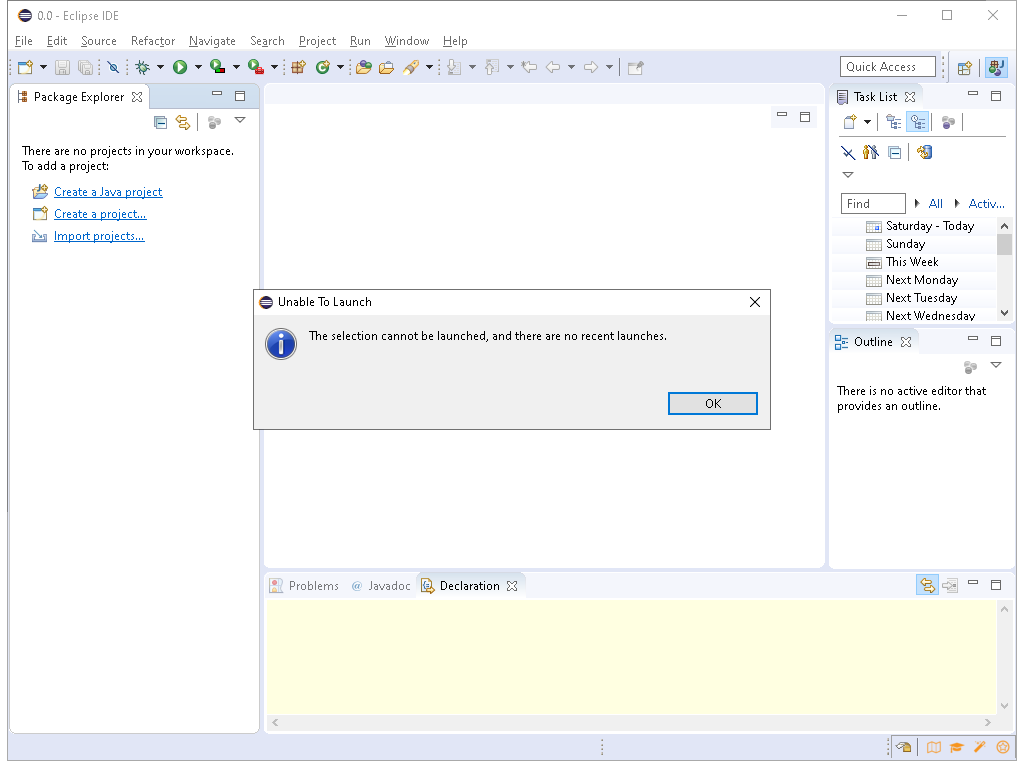 0.0 - Eclipse IDE
File Edit Source Refactor Navigate Search Project Run Window Help
Quick Access
Package Explorer
There are no projects in your workspace.
To add a project:
Create a Java project
Create a project...
Import projects...
Task List
Find All Activ...
Saturday - Today
Sunday
This Week
Next Monday
Next Tuesday
Next Wednesday
Unable To Launch
The selection cannot be launched, and there are no recent launches.
OK
Outline
There is no active editor that
provides an outline.
Problems @ Javadoc Declaration